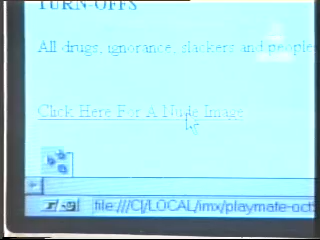 TURN-OFFS
All drugs, ignorance, slackers and people
Click Here For A Nude Image
file:///C|/LOCAL/imx/playmate-oct